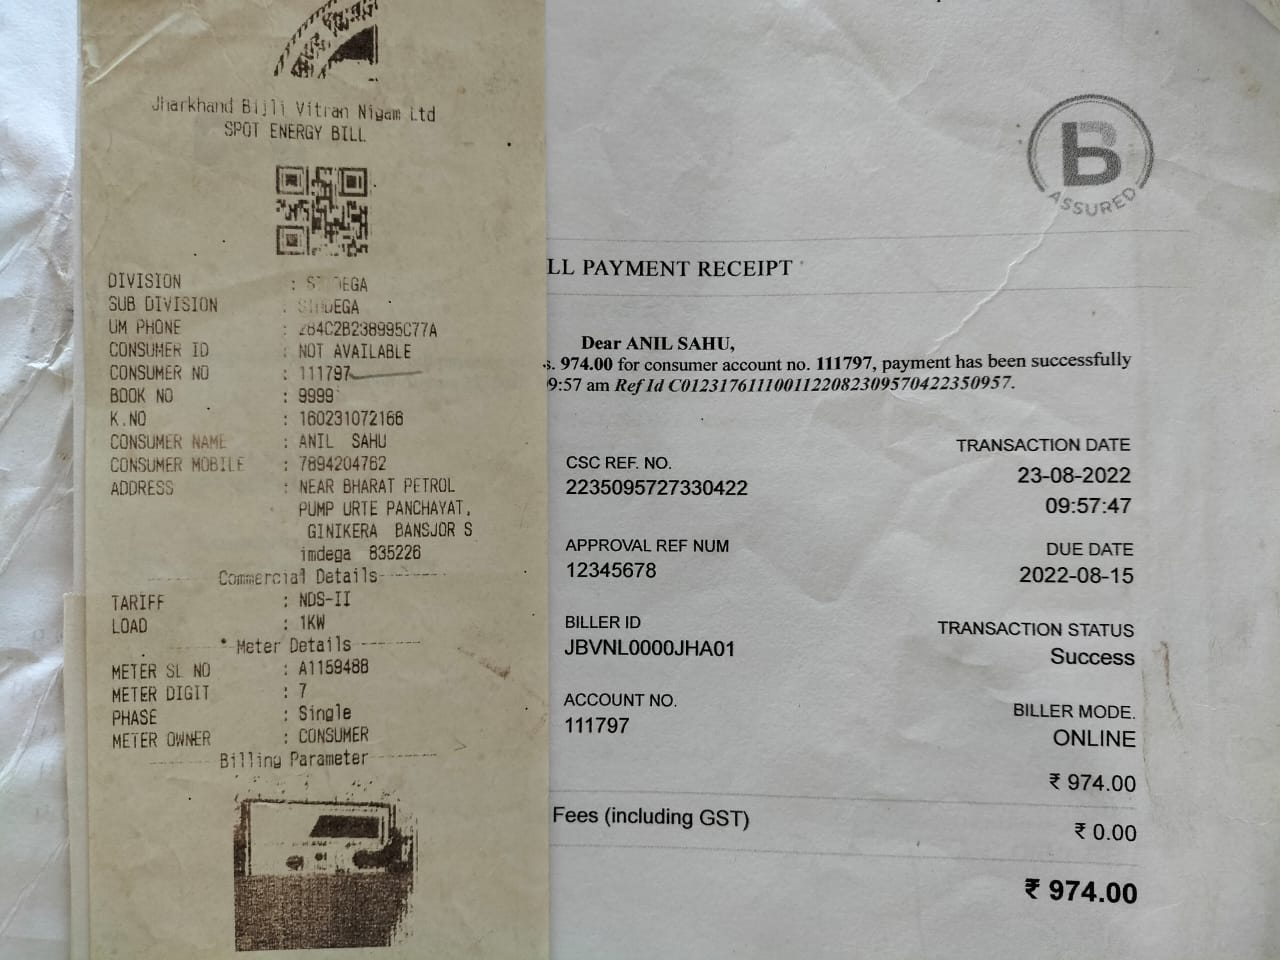 Jharkhand Bijli Vitran Nigam Ltd
SPOT ENERGY BILL
DIVISION :
SUB DIVISION :
UM PHONE : 284C2B238995C77A
CONSUMER ID : NOT AVAILABLE
CONSUMER NO : 111797
BOOK NO : 9999
K.NO : 160231072166
CONSUMER NAME : ANIL SAHU
CONSUMER MOBILE : 7894204762
ADDRESS : NEAR BHARAT PETROL
PUMP URTE PANCHAYAT,
GINIKERA BANSJOR S
imdega 835226
Commercial Details
TARIFF : NDS-II
LOAD : 1KW
* Meter Details
METER SL NO : A1159488
METER DIGIT : 7
PHASE : Single
METER OWNER : CONSUMER
Billing Parameter
B
ASSURED
LL PAYMENT RECEIPT
Dear ANIL SAHU,
s. 974.00 for consumer account no. 111797, payment has been successfully
9:57 am Ref Id C0123176111001122082309570422350957.
CSC REF. NO.
2235095727330422
APPROVAL REF NUM
12345678
BILLER ID
JBVNL0000JHA01
ACCOUNT NO.
111797
TRANSACTION DATE
23-08-2022
09:57:47
DUE DATE
2022-08-15
TRANSACTION STATUS
Success
BILLER MODE.
ONLINE
₹ 974.00
Fees (including GST) ₹ 0.00
₹ 974.00